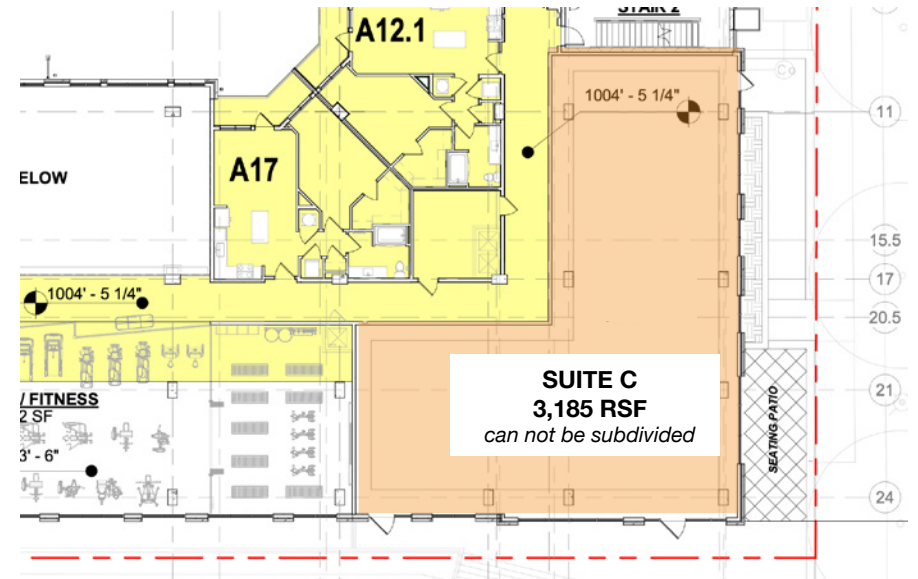 STAIR 2
A12.1
1004' - 5 1/4"
11
ELOW
A17
15.5
17
1004' - 5 1/4"
20.5
SUITE C
3,185 RSF
can not be subdivided
21
/ FITNESS
2 SF
3' - 6"
SEATING PATIO
24